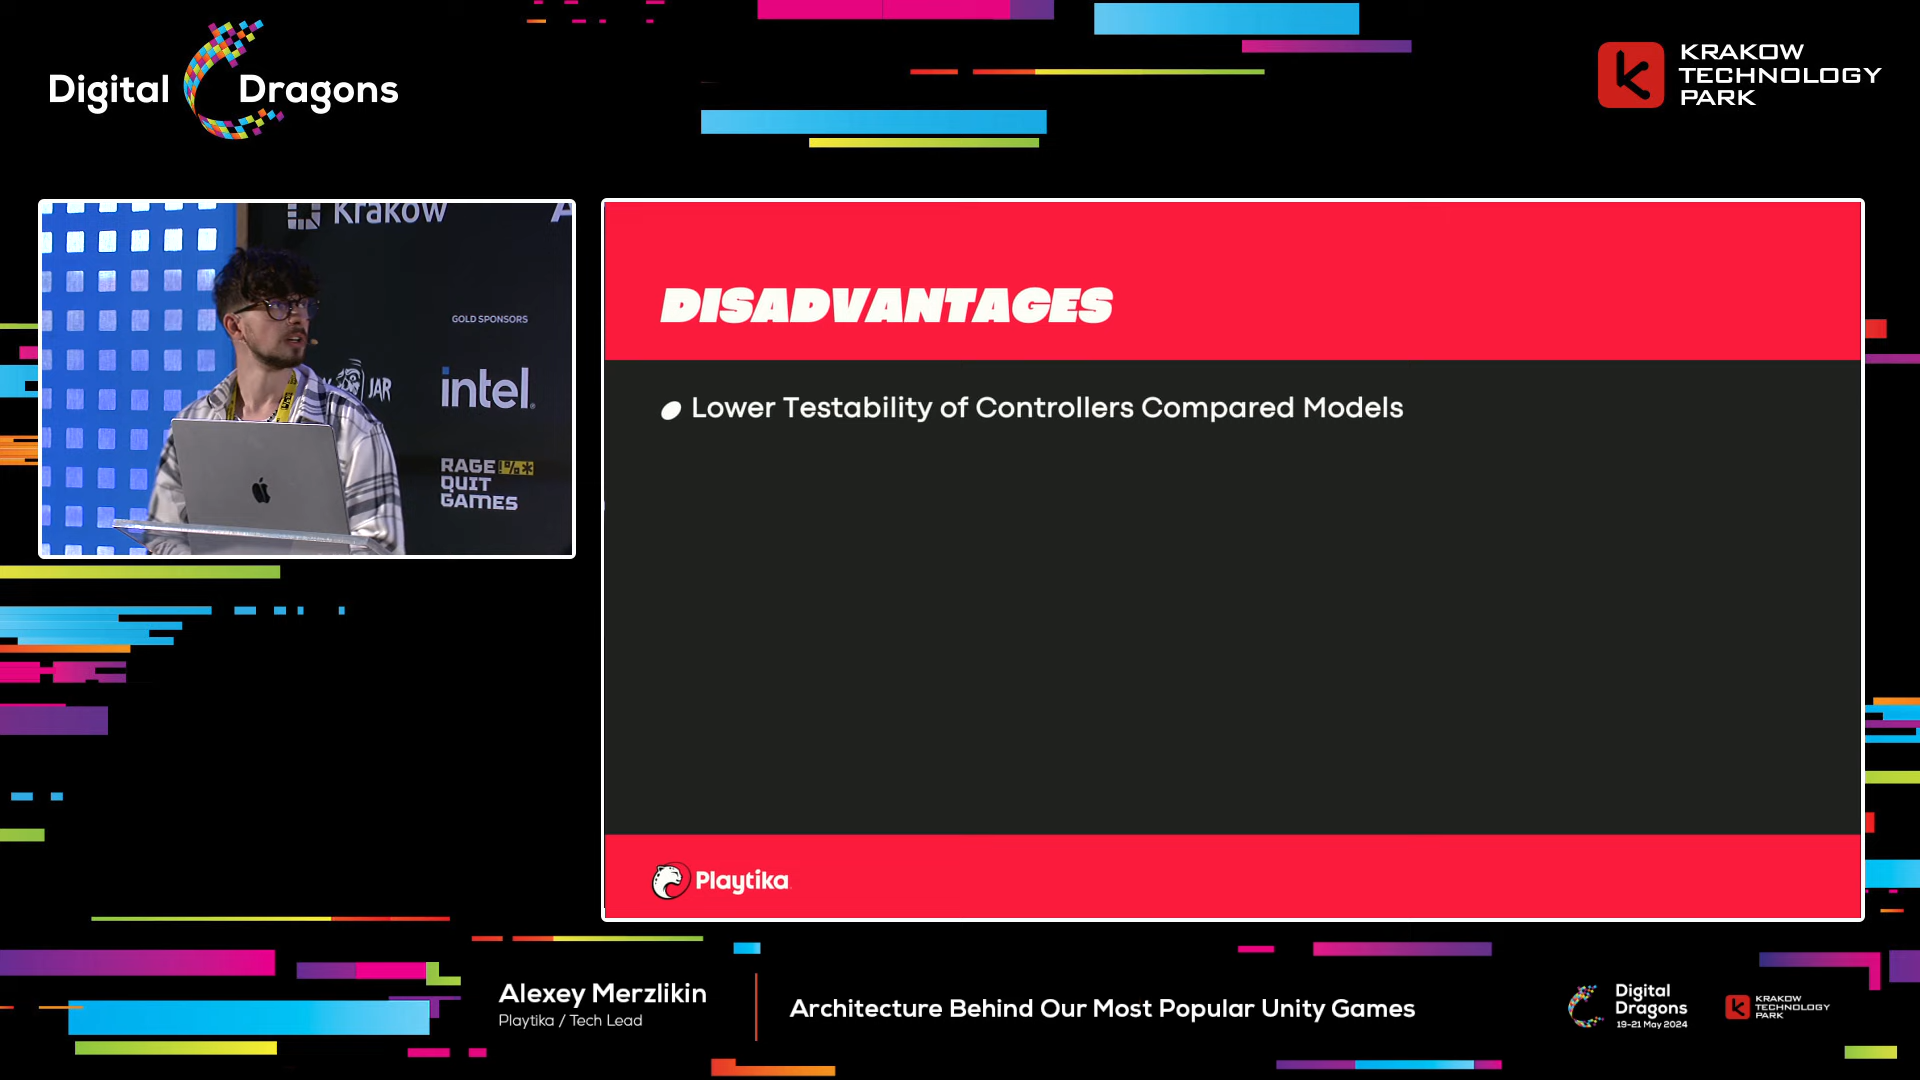 Digital Dragons
KRAKOW
TECHNOLOGY
PARK
Krakow
GOLD SPONSORS
JAR
intel.
RAGE !%*
QUIT
GAMES
DISADVANTAGES
Lower Testability of Controllers Compared Models
Playtika
Alexey Merzlikin
Playtika / Tech Lead
Architecture Behind Our Most Popular Unity Games
Digital
Dragons
19-21 May 2024
KRAKOW
TECHNOLOGY
PARK